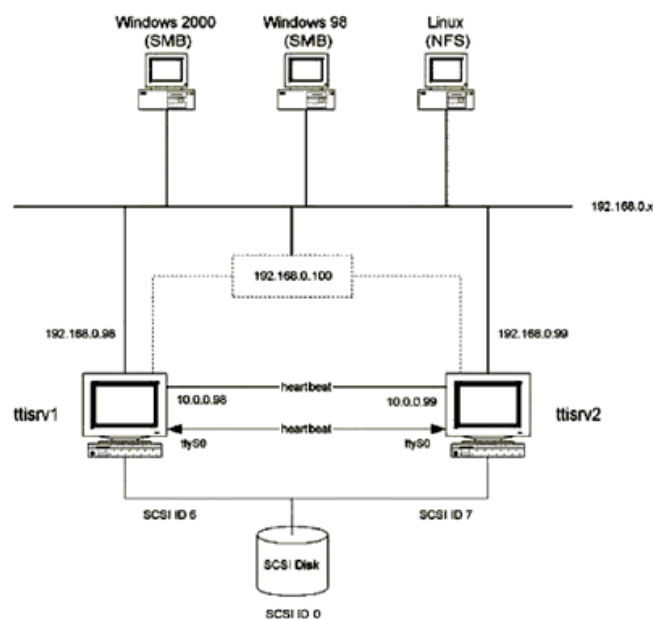 Windows 2000
(SMB)
Windows 98
(SMB)
Linux
(NFS)
192.168.0.x
192.168.0.100
192.168.0.98
192.168.0.99
heartbeat
10.0.0.98
10.0.0.99
ttisrv1
ttisrv2
heartbeat
ttyS0
ttyS0
SCSI ID 6
SCSI ID 7
SCSI Disk
SCSI ID 0